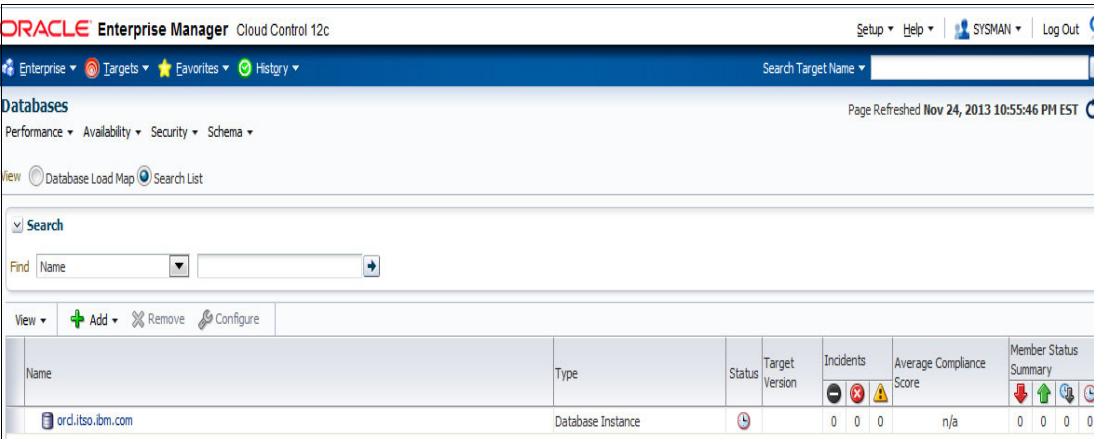 ORACLE Enterprise Manager Cloud Control 12c
Setup Help SYSMAN Log Out
Enterprise Targets Favorites History
Search Target Name
Databases
Page Refreshed Nov 24, 2013 10:55:46 PM EST
Performance Availability Security Schema
View Database Load Map Search List
Search
Find Name
View Add Remove Configure
Name Type Status Target Version Incidents Average Compliance Score Member Status Summary
orcl.itso.ibm.com Database Instance 0 0 0 n/a 0 0 0 0